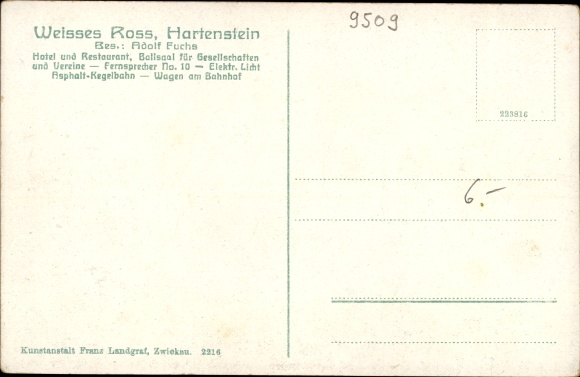 Weisses Ross, Hartenstein
Bes.: Adolf Fuchs
Hotel und Restaurant, Ballsaal für Gesellschaften
und Vereine — Fernsprecher No. 10 — Elektr. Licht
Asphalt-Kegelbahn — Wagen am Bahnhof
9509
223816
6.–
Kunstanstalt Franz Landgraf, Zwickau. 2216